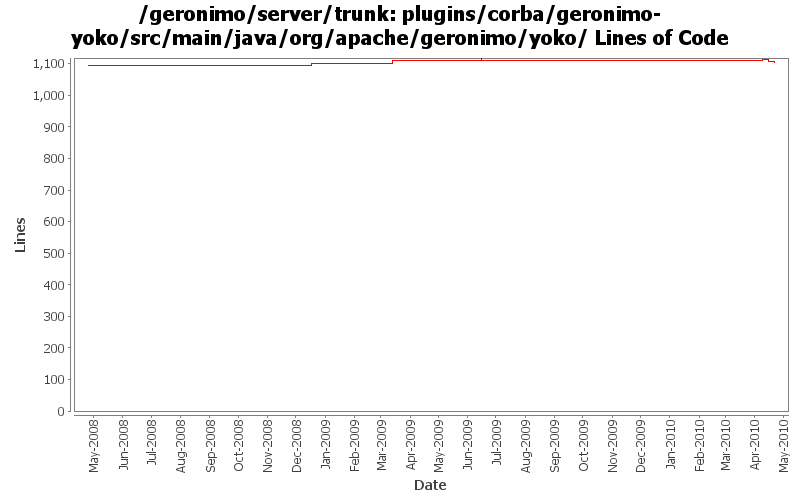 /geronimo/server/trunk: plugins/corba/geronimo-
yoko/src/main/java/org/apache/geronimo/yoko/ Lines of Code
1,100
1,000
900
800
700
600
500
400
300
200
100
0
Lines
May-2008
Jun-2008
Jul-2008
Aug-2008
Sep-2008
Oct-2008
Nov-2008
Dec-2008
Jan-2009
Feb-2009
Mar-2009
Apr-2009
May-2009
Jun-2009
Jul-2009
Aug-2009
Sep-2009
Oct-2009
Nov-2009
Dec-2009
Jan-2010
Feb-2010
Mar-2010
Apr-2010
May-2010
Date